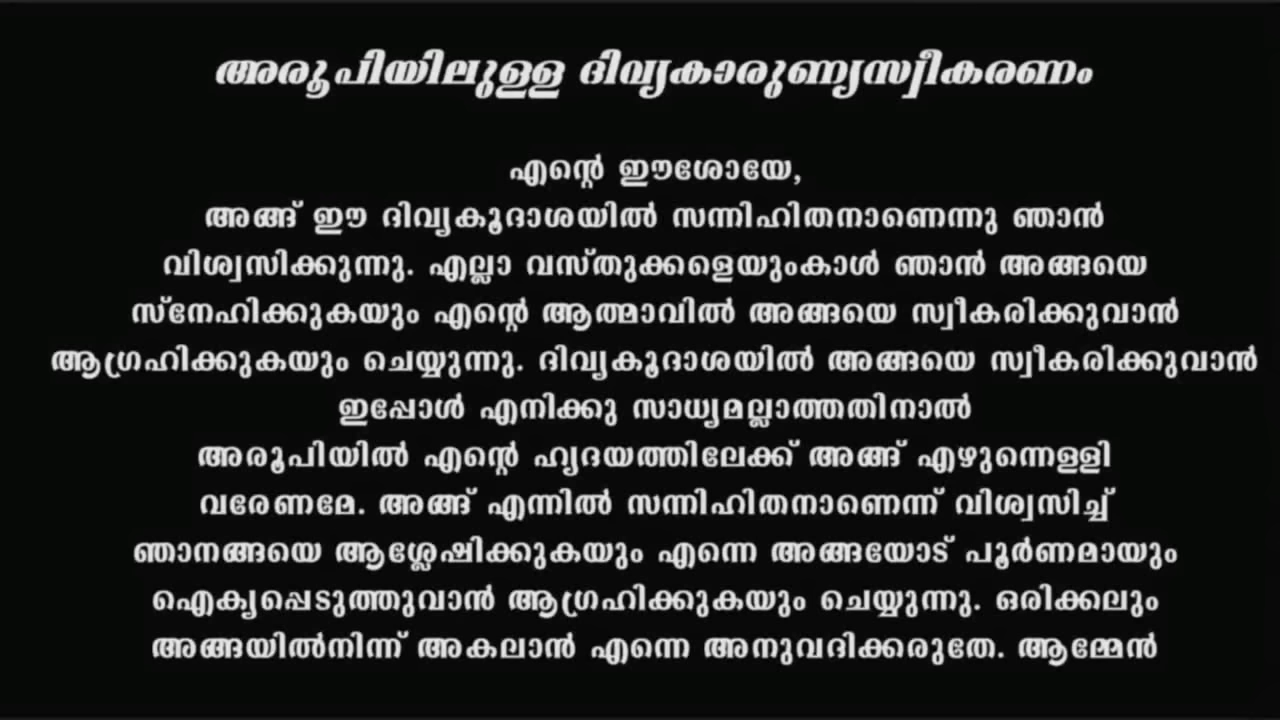 അരൂപിയിലുള്ള ദിവ്യകാരുണ്യസ്വീകരണം
എന്റെ ഈശോയേ,
അങ്ങ് ഈ ദിവ്യകൂദാശയിൽ സന്നിഹിതനാണെന്നു ഞാൻ
വിശ്വസിക്കുന്നു. എല്ലാ വസ്തുക്കളെയുംകാൾ ഞാൻ അങ്ങയെ
സ്നേഹിക്കുകയും എന്റെ ആത്മാവിൽ അങ്ങയെ സ്വീകരിക്കുവാൻ
ആഗ്രഹിക്കുകയും ചെയ്യുന്നു. ദിവ്യകൂദാശയിൽ അങ്ങയെ സ്വീകരിക്കുവാൻ
ഇപ്പോൾ എനിക്കു സാധ്യമല്ലാത്തതിനാൽ
അരൂപിയിൽ എന്റെ ഹൃദയത്തിലേക്ക് അങ്ങ് എഴുന്നെള്ളി
വരേണമേ. അങ്ങ് എന്നിൽ സന്നിഹിതനാണെന്ന് വിശ്വസിച്ച്
ഞാനങ്ങയെ ആശ്ലേഷിക്കുകയും എന്നെ അങ്ങയോട് പൂർണമായും
ഐക്യപ്പെടുത്തുവാൻ ആഗ്രഹിക്കുകയും ചെയ്യുന്നു. ഒരിക്കലും
അങ്ങയിൽനിന്ന് അകലാൻ എന്നെ അനുവദിക്കരുതേ. ആമ്മേൻ